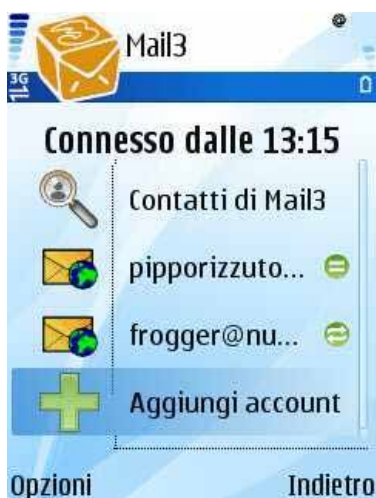 Mail3
3G
Connesso dalle 13:15
Contatti di Mail3
pipporizzuto...
frogger@nu...
Aggiungi account
Opzioni
Indietro